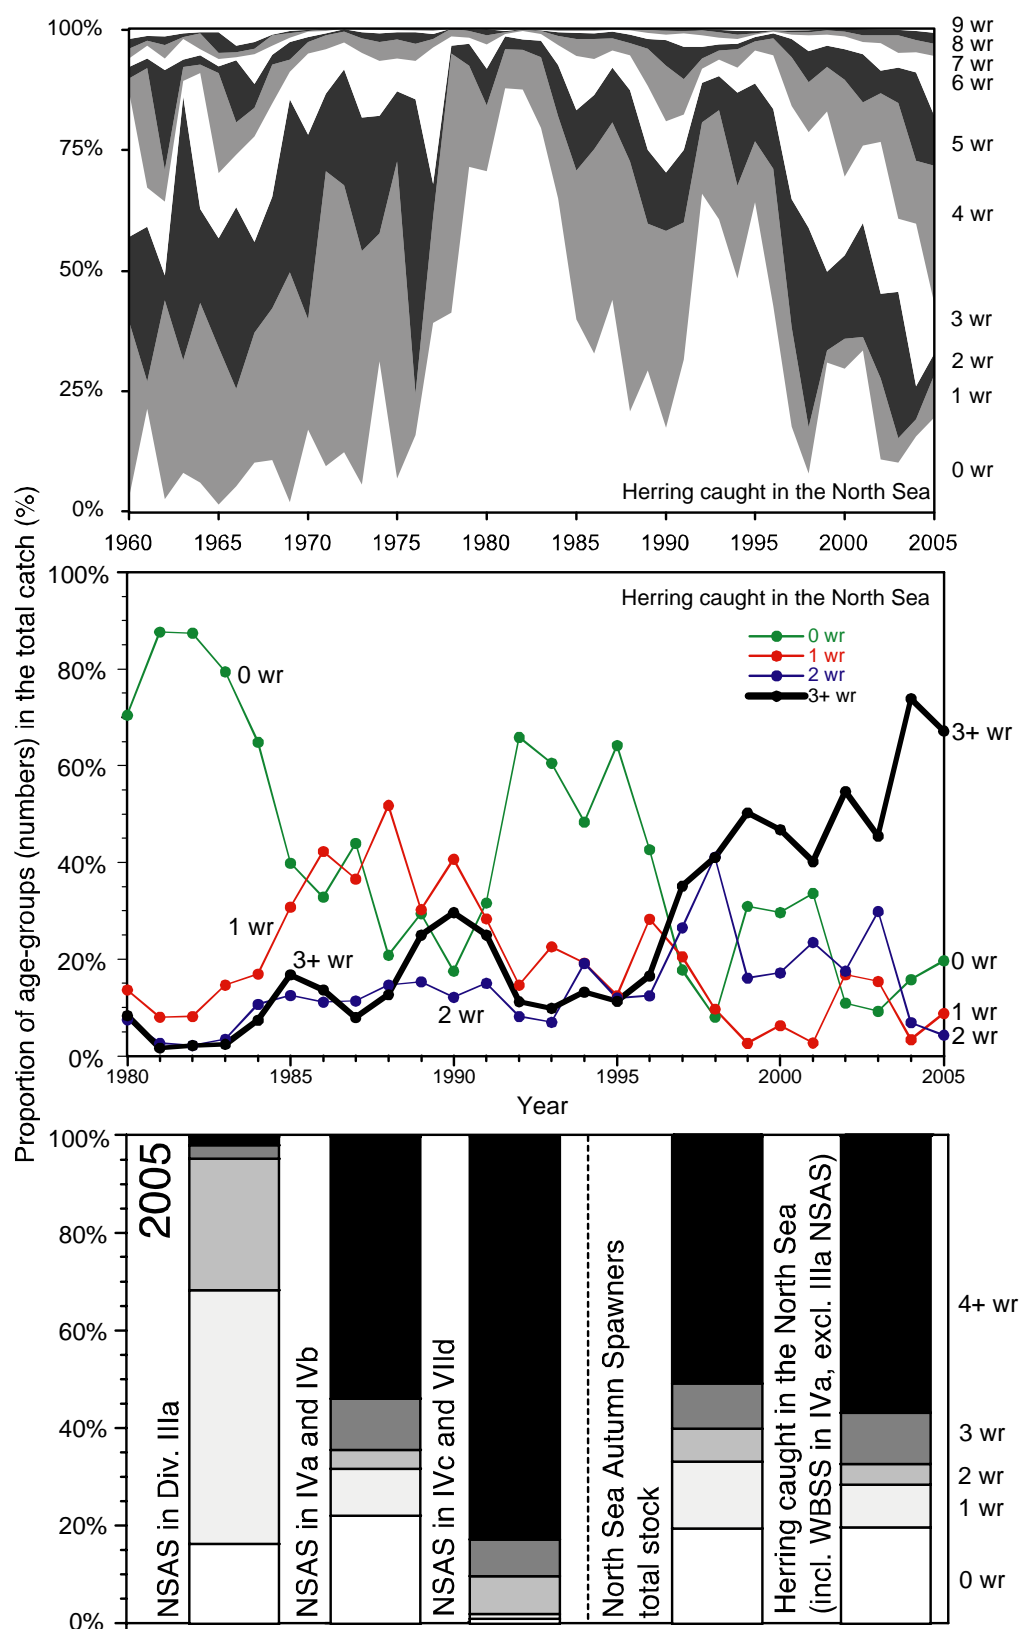 Proportion of age-groups (numbers) in the total catch (%)
100%
75%
50%
25%
0%
9 wr
8 wr
7 wr
6 wr
5 wr
4 wr
3 wr
2 wr
1 wr
0 wr
Herring caught in the North Sea
1960 1965 1970 1975 1980 1985 1990 1995 2000 2005
100%
80%
60%
40%
20%
0%
Herring caught in the North Sea
0 wr
1 wr
2 wr
3+ wr
0 wr
1 wr
3+ wr
2 wr
3+ wr
0 wr
1 wr
2 wr
1980 1985 1990 1995 2000 2005
Year
100%
80%
60%
40%
20%
0%
2005
NSAS in Div. IIIa
NSAS in IVa and IVb
NSAS in IVc and VIId
North Sea Autumn Spawners
total stock
Herring caught in the North Sea
(incl. WBSS in IVa, excl. IIIa NSAS)
4+ wr
3 wr
2 wr
1 wr
0 wr